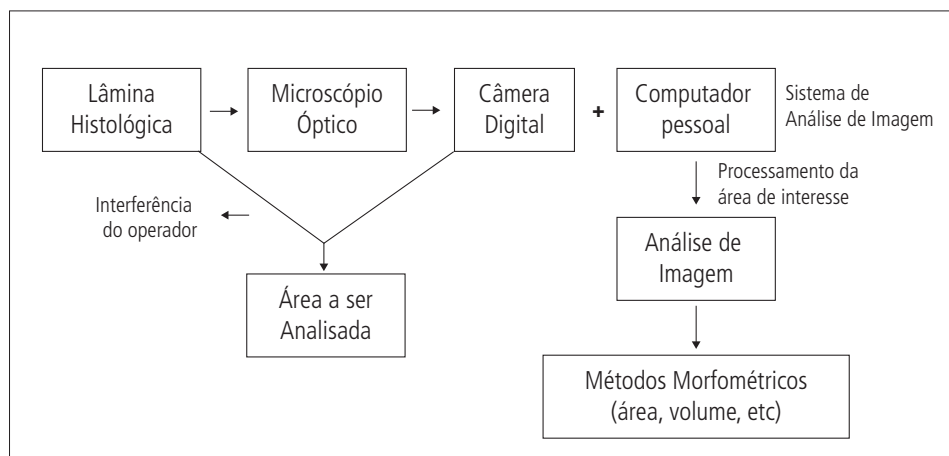 Lâmina
Histológica
Microscópio
Óptico
Câmera
Digital
+
Computador
pessoal
Sistema de
Análise de Imagem
Processamento da
área de interesse
Interferência
do operador
Análise de
Imagem
Área a ser
Analisada
Métodos Morfométricos
(área, volume, etc)